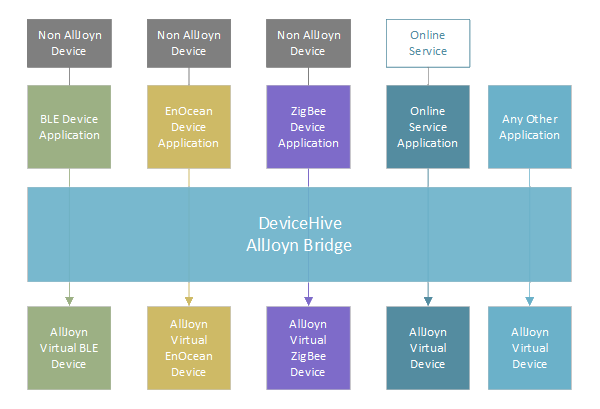 Non AllJoyn
Device
Non AllJoyn
Device
Non AllJoyn
Device
Online
Service
BLE Device
Application
EnOcean
Device
Application
ZigBee
Device
Application
Online
Service
Application
Any Other
Application
DeviceHive
AllJoyn Bridge
AllJoyn
Virtual BLE
Device
AllJoyn
Virtual
EnOcean
Device
AllJoyn
Virtual
ZigBee
Device
AllJoyn
Virtual
Device
AllJoyn
Virtual
Device